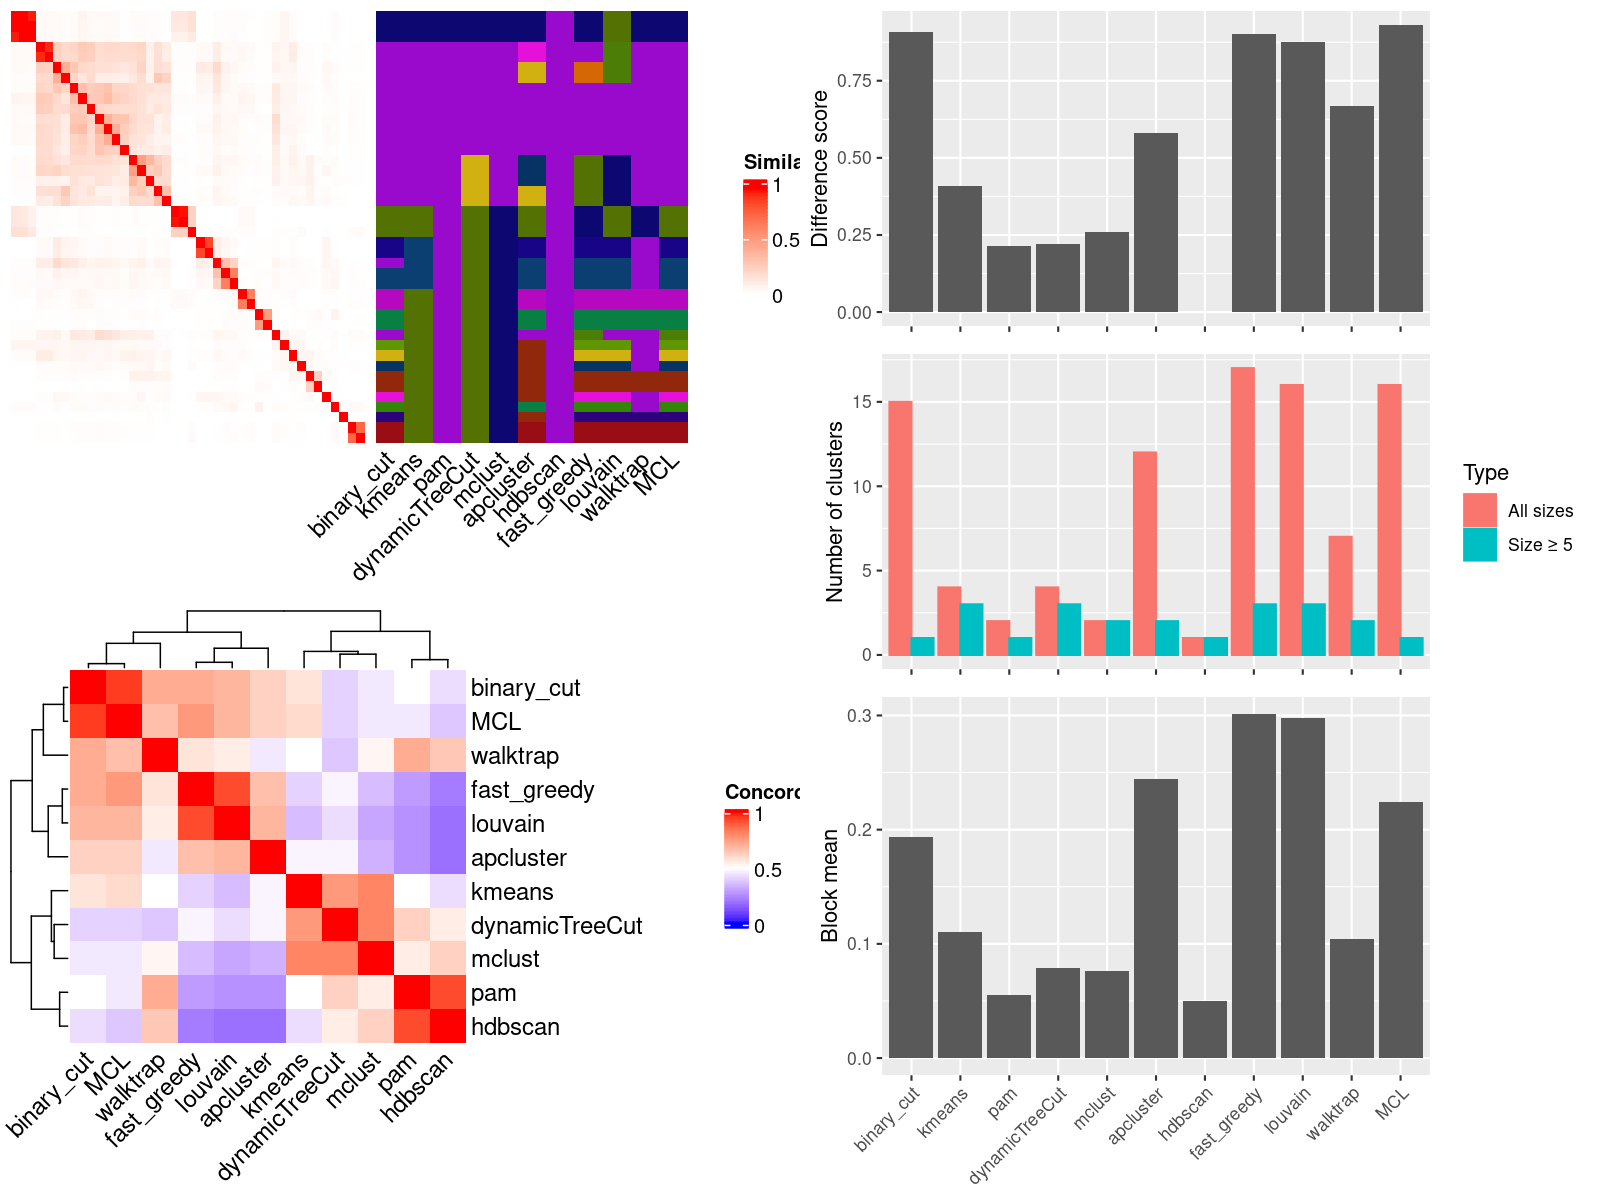 Simila
1
0.5
0
binary_cut
kmeans
pam
dynamicTreeCut
mclust
apcluster
hdbscan
fast_greedy
louvain
walktrap
MCL
binary_cut
MCL
walktrap
fast_greedy
louvain
apcluster
kmeans
dynamicTreeCut
mclust
pam
hdbscan
binary_cut
MCL
walktrap
fast_greedy
louvain
apcluster
kmeans
dynamicTreeCut
mclust
pam
hdbscan
Concord
1
0.5
0
Difference score
0.75
0.50
0.25
0.00
Number of clusters
15
10
5
0
Type
All sizes
Size ≥ 5
Block mean
0.3
0.2
0.1
0.0
binary_cut
kmeans
pam
dynamicTreeCut
mclust
apcluster
hdbscan
fast_greedy
louvain
walktrap
MCL